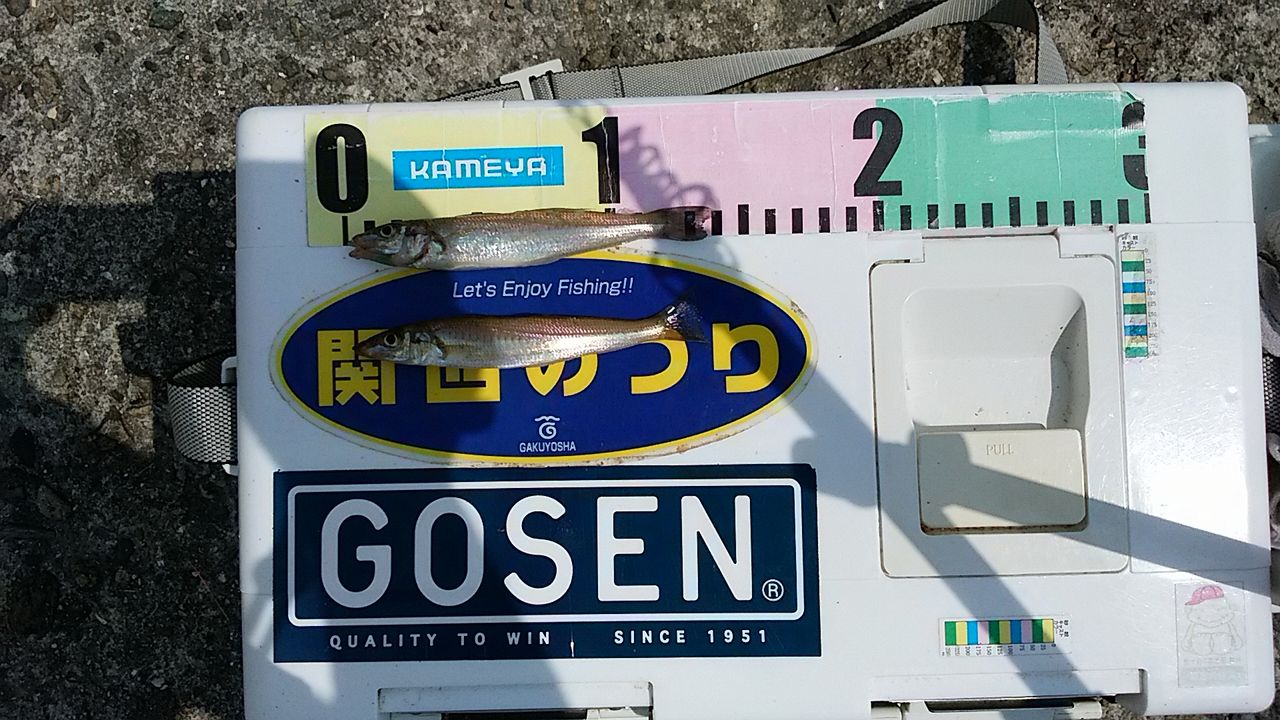 0
KAMEYA
1
2
3
Let's Enjoy Fishing!!
関西のつり
GAKUYOSHA
GOSEN®
QUALITY TO WIN SINCE 1951
PULL